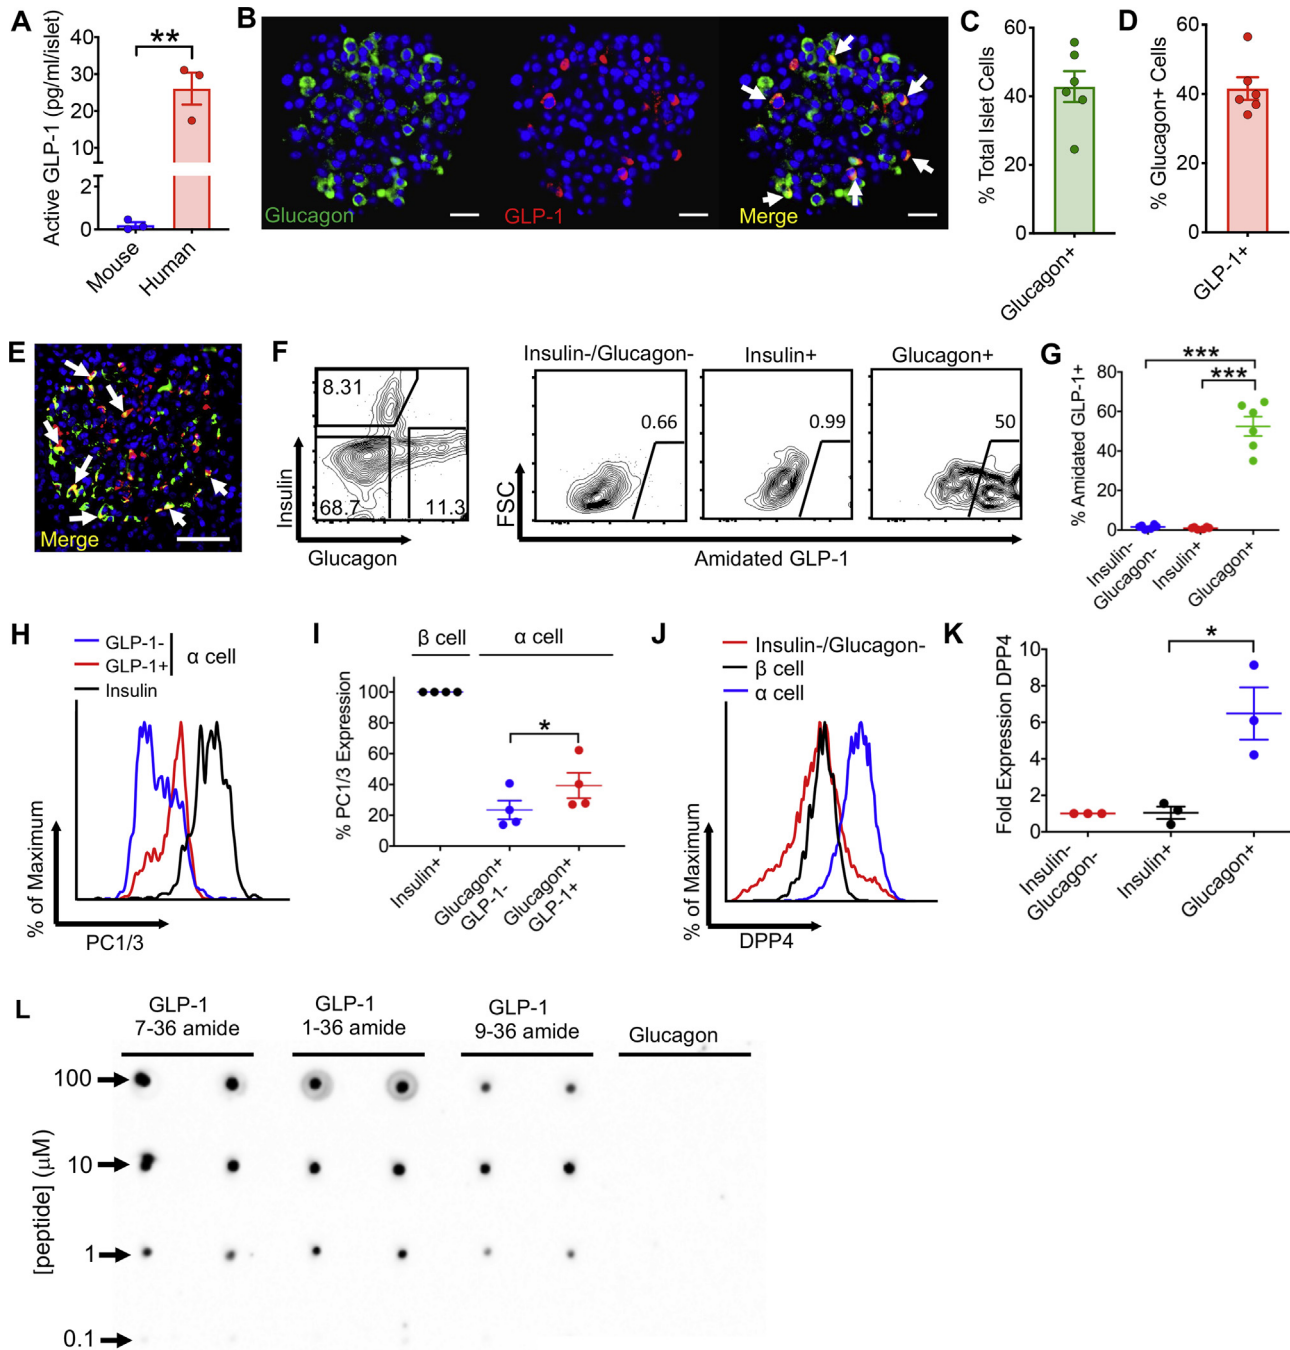 A
Active GLP-1 (pg/ml/islet)
40
30
20
10
2
0
**
Mouse
Human
B
Glucagon
GLP-1
Merge
C
% Total Islet Cells
60
40
20
0
Glucagon+
D
% Glucagon+ Cells
60
40
20
0
GLP-1+
E
Merge
F
8.31
68.7
11.3
Insulin
Glucagon
Insulin-/Glucagon-
Insulin+
Glucagon+
0.66
0.99
50
FSC
Amidated GLP-1
G
% Amidated GLP-1+
80
60
40
20
0
***
***
Insulin-
Glucagon-
Insulin+
Glucagon+
H
GLP-1-
GLP-1+
α cell
Insulin
% of Maximum
PC1/3
I
β cell
α cell
% PC1/3 Expression
100
80
60
40
20
0
*
Insulin+
Glucagon+
GLP-1-
Glucagon+
GLP-1+
J
Insulin-/Glucagon-
β cell
α cell
% of Maximum
DPP4
K
Fold Expression DPP4
10
8
6
4
2
0
*
Insulin-
Glucagon-
Insulin+
Glucagon+
L
GLP-1
7-36 amide
GLP-1
1-36 amide
GLP-1
9-36 amide
Glucagon
[peptide] (μM)
100
10
1
0.1